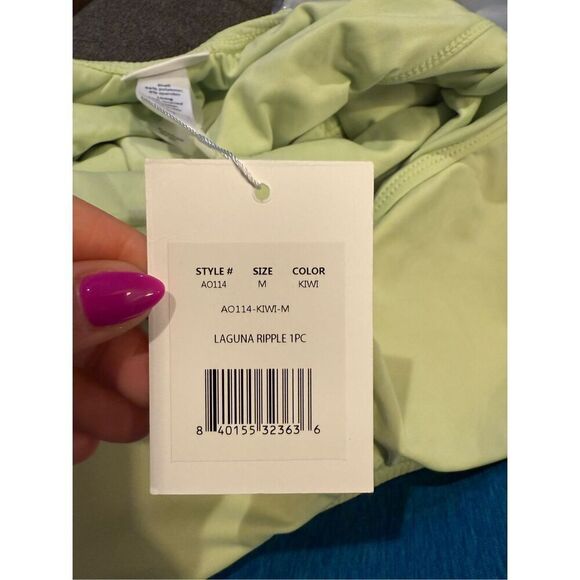 STYLE # SIZE COLOR
AO114 M KIWI
AO114-KIWI-M
LAGUNA RIPPLE 1PC
8 40155 32363 6